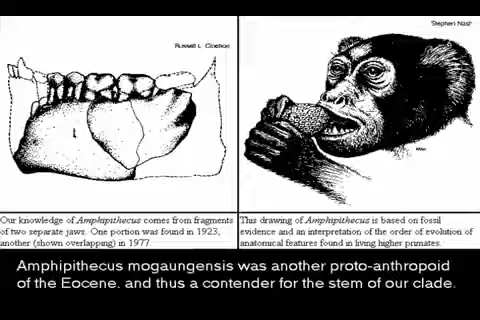 Russell L. Ciochon
Stephen Nash
Our knowledge of Amphipithecus comes from fragments
of two separate jaws. One portion was found in 1923,
another (shown overlapping) in 1977
This drawing of Amphipithecus is based on fossil
evidence and an interpretation of the order of evolution of
anatomical features found in living higher primates.
Amphipithecus mogaungensis was another proto-anthropoid
of the Eocene. and thus a contender for the stem of our clade.